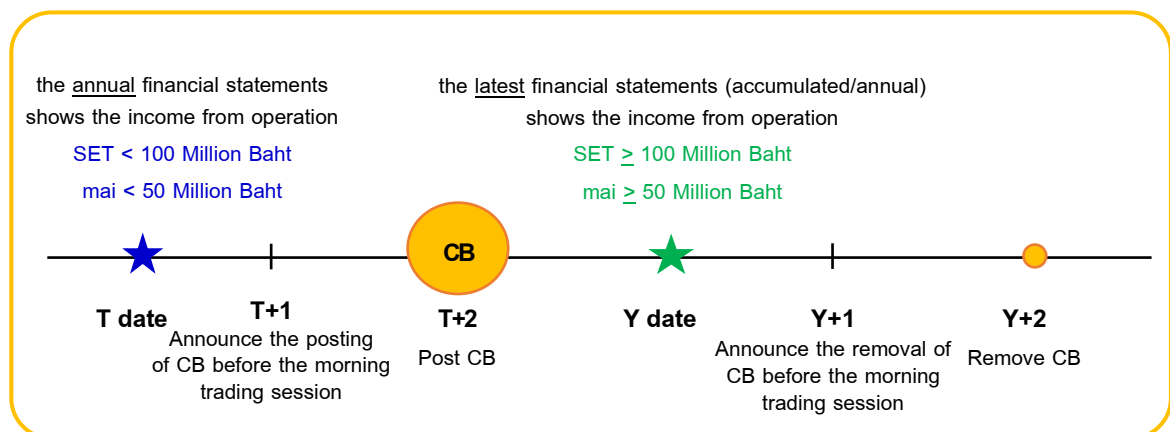 the annual financial statements
shows the income from operation
SET < 100 Million Baht
mai < 50 Million Baht
the latest financial statements (accumulated/annual)
shows the income from operation
SET ≥ 100 Million Baht
mai ≥ 50 Million Baht
CB
T date
T+1
Announce the posting
of CB before the morning
trading session
T+2
Post CB
Y date
Y+1
Announce the removal of
CB before the morning
trading session
Y+2
Remove CB